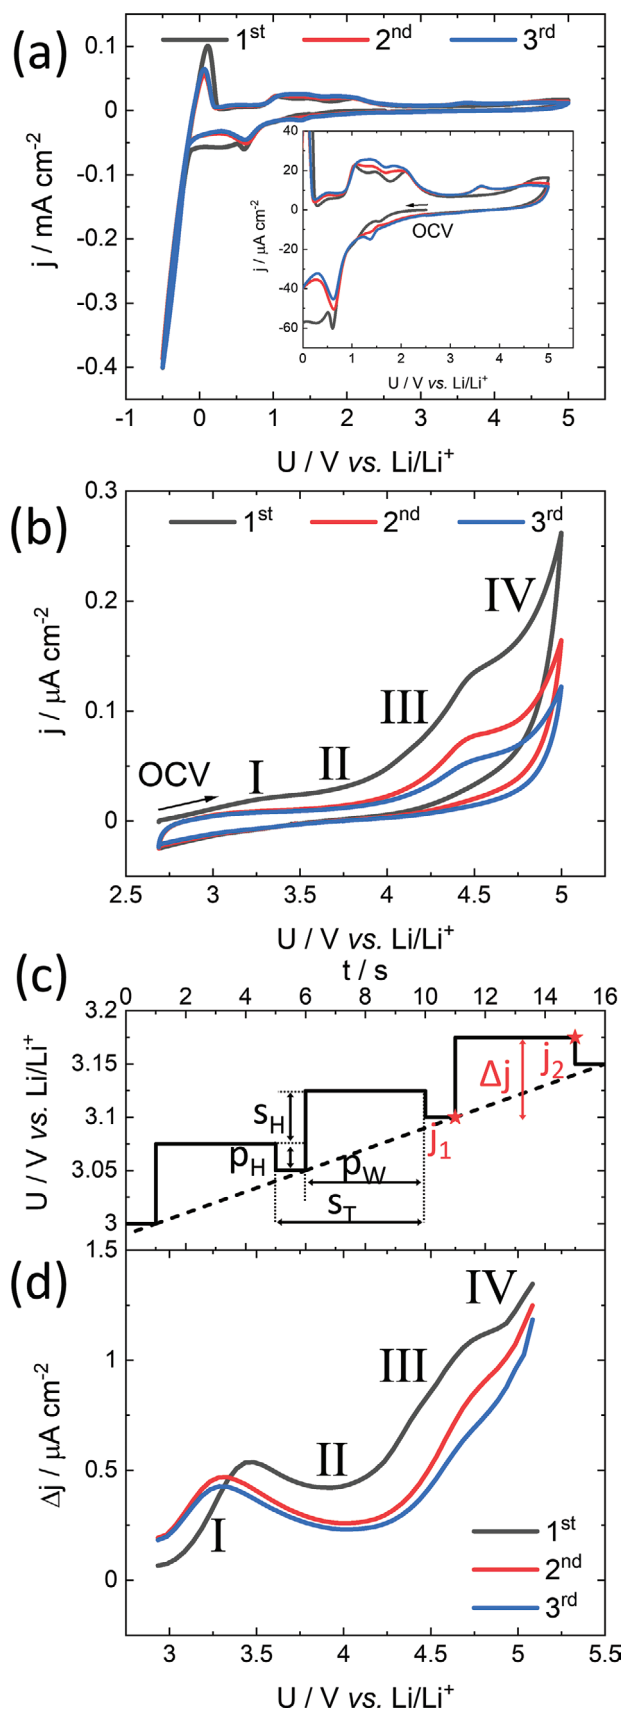 (a)
1st 2nd 3rd
0.1
0
-0.1
-0.2
-0.3
-0.4
j / mA cm-2
-1 0 1 2 3 4 5
U / V vs. Li/Li+
40
20
0
-20
-40
-60
j / μA cm-2
OCV
0 1 2 3 4 5
U / V vs. Li/Li+
(b)
1st 2nd 3rd
0.3
0.2
0.1
0
j / μA cm-2
OCV
I
II
III
IV
2.5 3 3.5 4 4.5 5
U / V vs. Li/Li+
(c)
t / s
0 2 4 6 8 10 12 14 16
3.2
3.15
3.10
3.05
3
U / V vs. Li/Li+
sH
pH
pW
sT
j1
Δj
j2
(d)
1.5
1
0.5
0
Δj / μA cm-2
I
II
III
IV
1st
2nd
3rd
3 3.5 4 4.5 5 5.5
U / V vs. Li/Li+